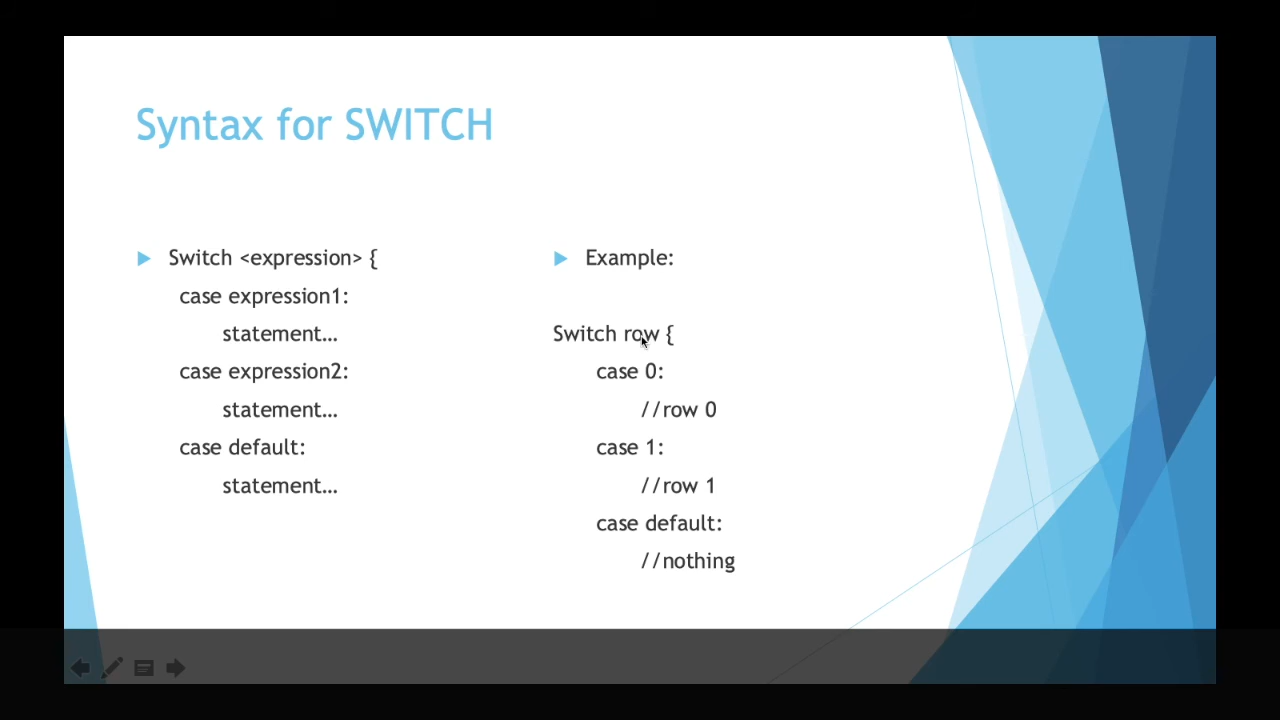 Syntax for SWITCH
Switch <expression> {
case expression1:
statement…
case expression2:
statement…
case default:
statement…
Example:
Switch row {
case 0:
//row 0
case 1:
//row 1
case default:
//nothing